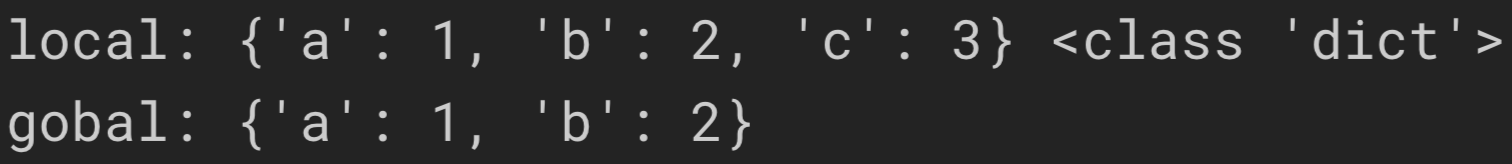 local: {'a': 1, 'b': 2, 'c': 3} <class 'dict'>
gobal: {'a': 1, 'b': 2}